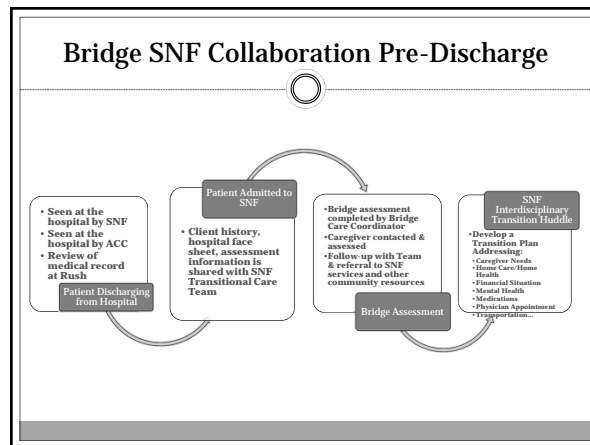 Bridge SNF Collaboration Pre-Discharge
• Seen at the
hospital by SNF
• Seen at the
hospital by ACC
• Review of
medical record
at Rush
Patient Discharging
from Hospital
Patient Admitted to
SNF
• Client history,
hospital face
sheet, assessment
information is
shared with SNF
Transitional Care
Team
•Bridge assessment
completed by Bridge
Care Coordinator
•Caregiver contacted &
assessed
•Follow-up with Team
& referral to SNF
services and other
community resources
Bridge Assessment
SNF
Interdisciplinary
Transition Huddle
•Develop a
Transition Plan
Addressing:
•Caregiver Needs
•Home Care/Home
Health
•Financial Situation
•Mental Health
•Medications
•Physician Appointment
•Transportation...